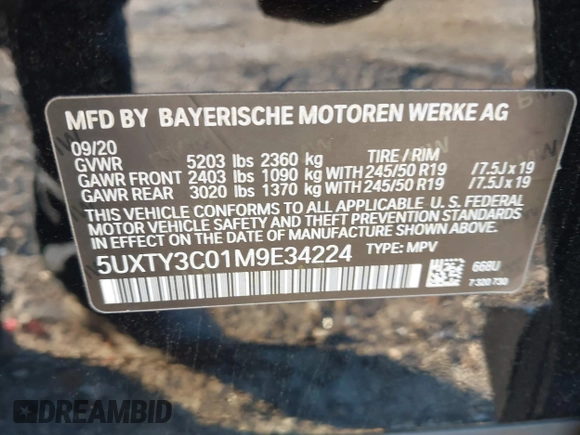 MFD BY BAYERISCHE MOTOREN WERKE AG
09/20
GVWR 5203 lbs 2360 kg TIRE / RIM
GAWR FRONT 2403 lbs 1090 kg WITH 245/50 R19 / 7.5J x 19
GAWR REAR 3020 lbs 1370 kg WITH 245/50 R19 / 7.5J x 19
THIS VEHICLE CONFORMS TO ALL APPLICABLE U. S. FEDERAL
MOTOR VEHICLE SAFETY AND THEFT PREVENTION STANDARDS
IN EFFECT ON THE DATE OF MANUFACTURE SHOWN ABOVE.
5UXTY3C01M9E34224 TYPE: MPV
668U
7 320 730
DREAMBID